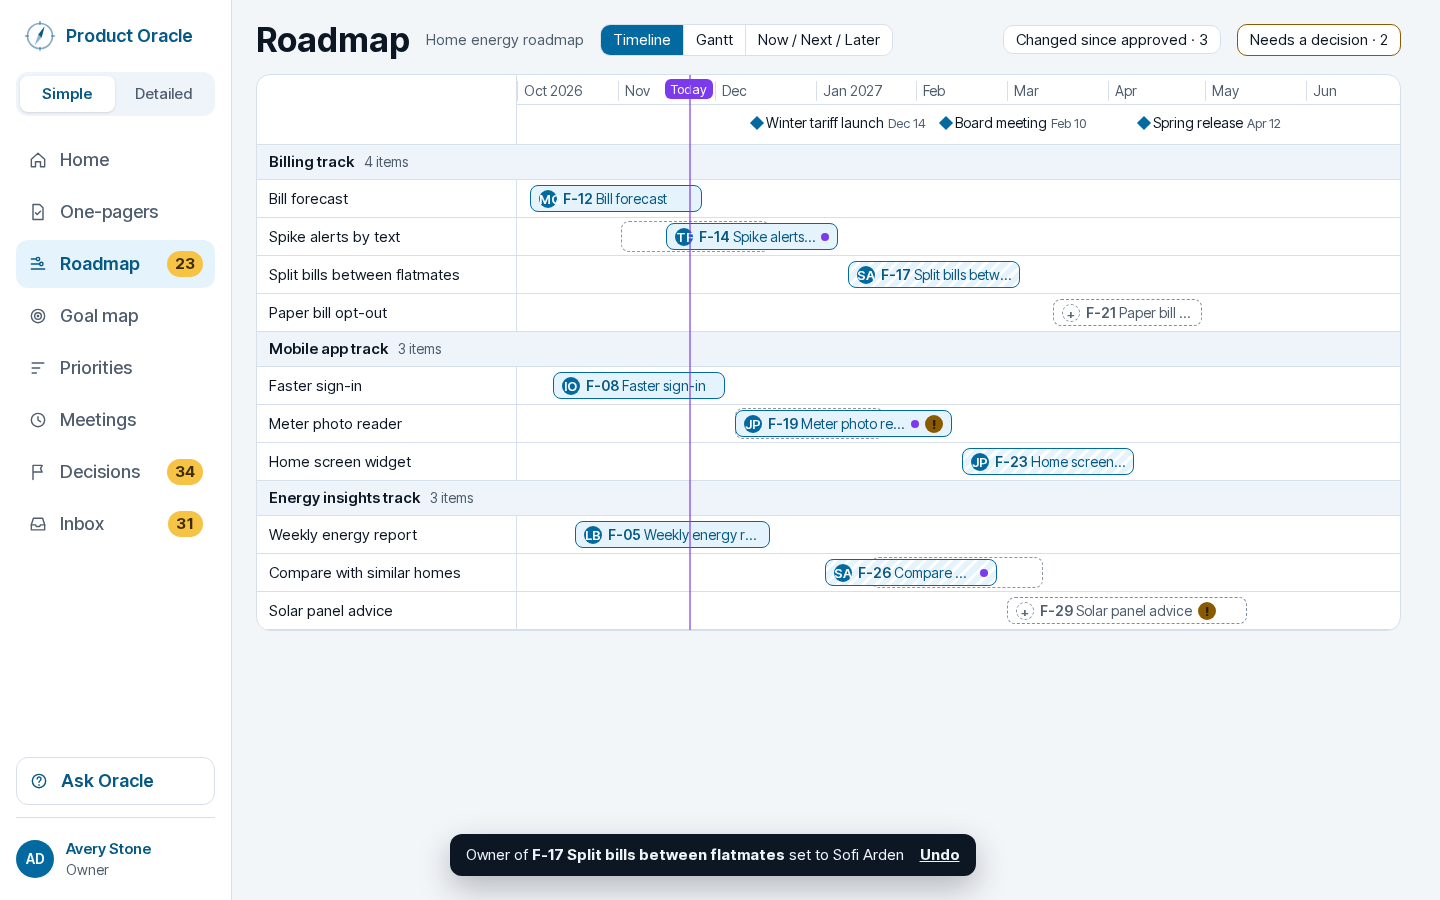 Product Oracle
Simple Detailed
Home
One-pagers
Roadmap 23
Goal map
Priorities
Meetings
Decisions 34
Inbox 31
Ask Oracle
AD Avery Stone
Owner
Roadmap Home energy roadmap Timeline Gantt Now / Next / Later Changed since approved · 3 Needs a decision · 2
Oct 2026 Nov Today Dec Jan 2027 Feb Mar Apr May Jun
Winter tariff launch Dec 14 Board meeting Feb 10 Spring release Apr 12
Billing track 4 items
Bill forecast F-12 Bill forecast
Spike alerts by text F-14 Spike alerts…
Split bills between flatmates SA F-17 Split bills betw…
Paper bill opt-out + F-21 Paper bill …
Mobile app track 3 items
Faster sign-in IO F-08 Faster sign-in
Meter photo reader JP F-19 Meter photo re… !
Home screen widget JP F-23 Home screen…
Energy insights track 3 items
Weekly energy report LB F-05 Weekly energy r…
Compare with similar homes SA F-26 Compare …
Solar panel advice + F-29 Solar panel advice !
Owner of F-17 Split bills between flatmates set to Sofi Arden Undo